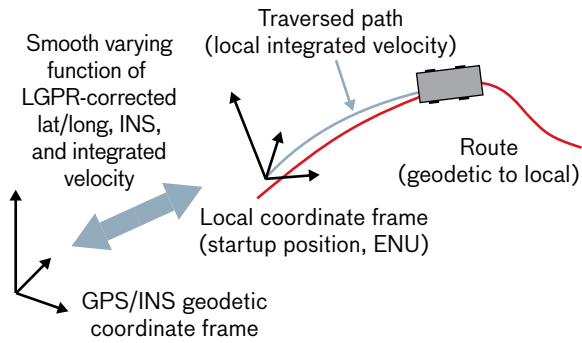 Traversed path
(local integrated velocity)
Smooth varying
function of
LGPR-corrected
lat/long, INS,
and integrated
velocity
Route
(geodetic to local)
Local coordinate frame
(startup position, ENU)
GPS/INS geodetic
coordinate frame